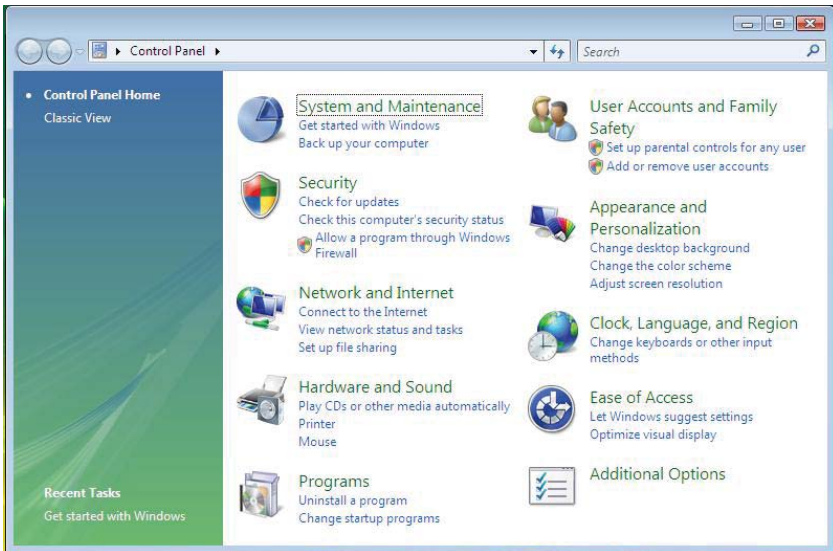 Control Panel
Search
Control Panel Home
Classic View
System and Maintenance
Get started with Windows
Back up your computer
Security
Check for updates
Check this computer's security status
Allow a program through Windows
Firewall
Network and Internet
Connect to the Internet
View network status and tasks
Set up file sharing
Hardware and Sound
Play CDs or other media automatically
Printer
Mouse
Programs
Uninstall a program
Change startup programs
User Accounts and Family
Safety
Set up parental controls for any user
Add or remove user accounts
Appearance and
Personalization
Change desktop background
Change the color scheme
Adjust screen resolution
Clock, Language, and Region
Change keyboards or other input
methods
Ease of Access
Let Windows suggest settings
Optimize visual display
Additional Options
Recent Tasks
Get started with Windows